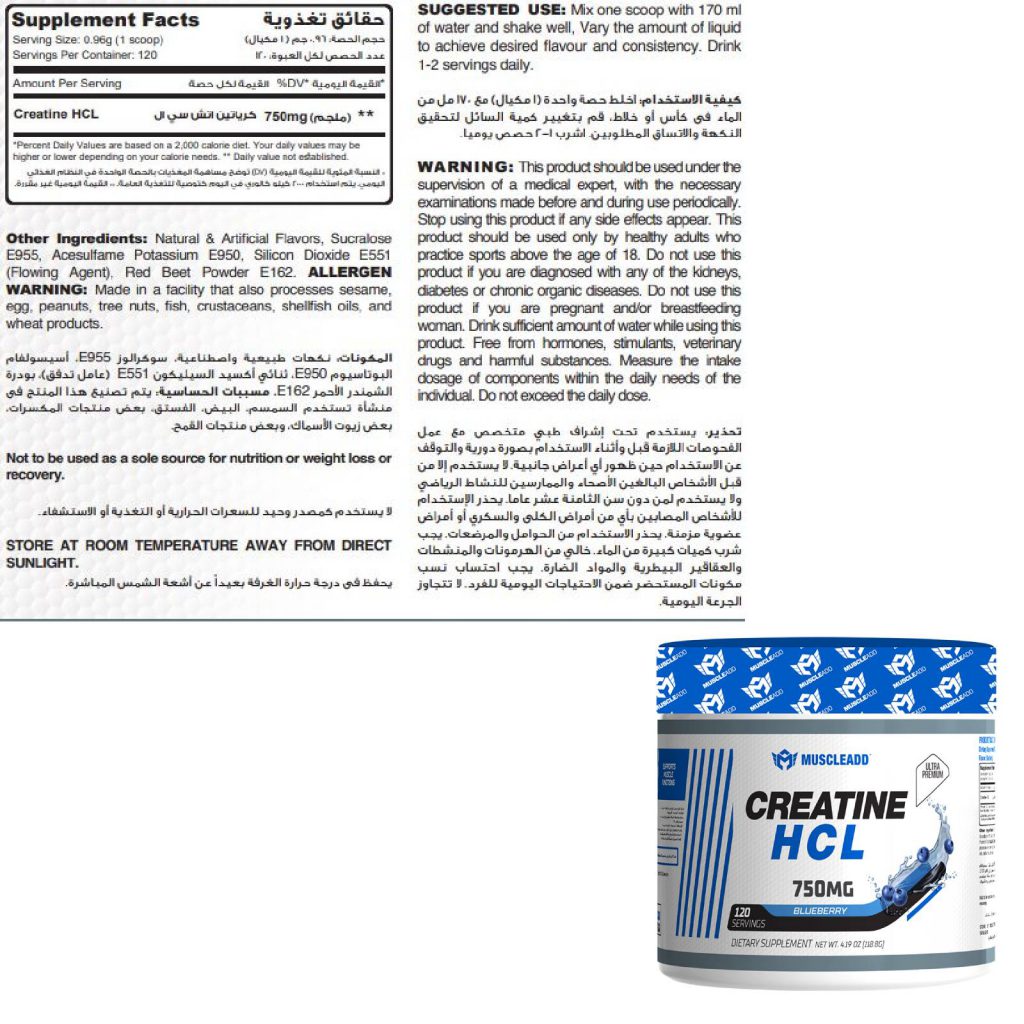 Supplement Facts حقائق تغذوية
Serving Size: 0.96g (1 scoop) حجم الحصة: ٠،٩٦ جم (١ مكيال)
Servings Per Container: 120 عدد الحصص لكل العبوة: ١٢٠
Amount Per Serving القيمة لكل حصة %DV* القيمة اليومية*
Creatine HCL كرياتين اتش سي ال 750mg (ملجم) **
*Percent Daily Values are based on a 2,000 calorie diet. Your daily values may be
higher or lower depending on your calorie needs. ** Daily value not established.
* النسبة المئوية للقيمة اليومية (DV) توضح مساهمة المغذيات بالحصة الواحدة في النظام الغذائي
اليومي. يتم استخدام ٢٠٠٠ كيلو كالوري في اليوم كتوصية للتغذية العامة. ** القيمة اليومية غير مقررة.
Other Ingredients: Natural & Artificial Flavors, Sucralose
E955, Acesulfame Potassium E950, Silicon Dioxide E551
(Flowing Agent), Red Beet Powder E162. ALLERGEN
WARNING: Made in a facility that also processes sesame,
egg, peanuts, tree nuts, fish, crustaceans, shellfish oils, and
wheat products.
المكونات: نكهات طبيعية واصطناعية، سوكرالوز E955، أسيسولفام
البوتاسيوم E950، ثنائي أكسيد السيليكون E551 (عامل تدفق)، بودرة
الشمندر الأحمر E162. مسببات الحساسية: يتم تصنيع هذا المنتج في
منشأة تستخدم السمسم، البيض، الفستق، بعض منتجات المكسرات،
بعض زيوت الأسماك، وبعض منتجات القمح.
Not to be used as a sole source for nutrition or weight loss or
recovery.
لا يستخدم كمصدر وحيد للسعرات الحرارية أو التغذية أو الاستشفاء.
STORE AT ROOM TEMPERATURE AWAY FROM DIRECT
SUNLIGHT.
يحفظ في درجة حرارة الغرفة بعيداً عن أشعة الشمس المباشرة.
SUGGESTED USE: Mix one scoop with 170 ml
of water and shake well, Vary the amount of liquid
to achieve desired flavour and consistency. Drink
1-2 servings daily.
كيفية الاستخدام: اخلط حصة واحدة (١ مكيال) مع ١٧٠ مل من
الماء في كأس أو خلاط، قم بتغيير كمية السائل لتحقيق
النكهة والاتساق المطلوبين. اشرب ١-٢ حصص يوميا.
WARNING: This product should be used under the
supervision of a medical expert, with the necessary
examinations made before and during use periodically.
Stop using this product if any side effects appear. This
product should be used only by healthy adults who
practice sports above the age of 18. Do not use this
product if you are diagnosed with any of the kidneys,
diabetes or chronic organic diseases. Do not use this
product if you are pregnant and/or breastfeeding
woman. Drink sufficient amount of water while using this
product. Free from hormones, stimulants, veterinary
drugs and harmful substances. Measure the intake
dosage of components within the daily needs of the
individual. Do not exceed the daily dose.
تحذير: يستخدم تحت إشراف طبي متخصص مع عمل
الفحوصات اللازمة قبل وأثناء الاستخدام بصورة دورية والتوقف
عن الاستخدام حين ظهور أي أعراض جانبية. لا يستخدم إلا من
قبل الأشخاص البالغين الأصحاء والممارسين للنشاط الرياضي
ولا يستخدم لمن دون سن الثامنة عشر عاما. يحذر الإستخدام
للأشخاص المصابين بأي من أمراض الكلى والسكري أو أمراض
عضوية مزمنة. يحذر الاستخدام من الحوامل والمرضعات. يجب
شرب كميات كبيرة من الماء. خالي من الهرمونات والمنشطات
والعقاقير البيطرية والمواد الضارة. يجب احتساب نسب
مكونات المستحضر ضمن الاحتياجات اليومية للفرد. لا تتجاوز
الجرعة اليومية.
MUSCLEADD
SUPPORTS
MUSCLE
FUNCTIONS
MUSCLEADD
ULTRA
PREMIUM
CREATINE
HCL
750MG
120
SERVINGS
BLUEBERRY
DIETARY SUPPLEMENT NET WT. 4.19 OZ (118.8G)